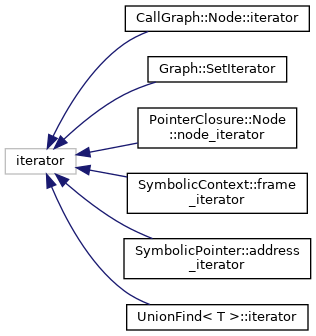 CallGraph::Node::iterator
Graph::SetIterator
PointerClosure::Node
::node_iterator
iterator
SymbolicContext::frame
_iterator
SymbolicPointer::address
_iterator
UnionFind< T >::iterator